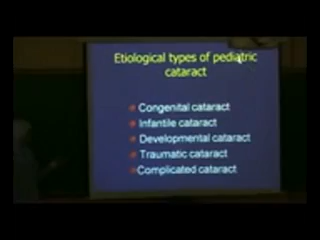 Etiological types of pediatric
cataract
Congenital cataract
Infantile cataract
Developmental cataract
Traumatic cataract
Complicated cataract